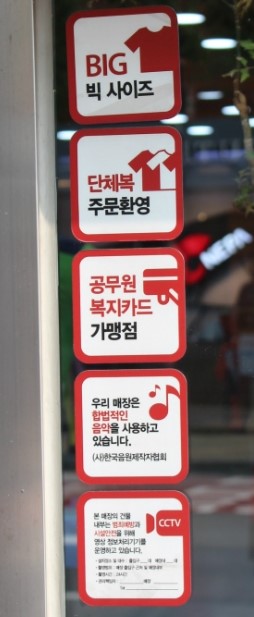 BIG
빅 사이즈
단체복
주문환영
NEPA
공무원
복지카드
가맹점
우리 매장은
합법적인
음악을 사용하고
있습니다.
(사)한국음원제작자협회
CCTV
본 매장의 건물
내부는 범죄예방과
시설안전을 위해
영상 정보처리기기를
운영하고 있습니다.